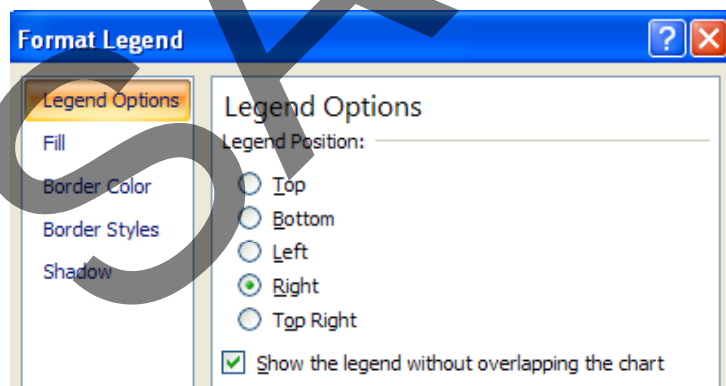 Format Legend
Legend Options
Fill
Border Color
Border Styles
Shadow
Legend Options
Legend Position:
Top
Bottom
Left
Right
Top Right
Show the legend without overlapping the chart